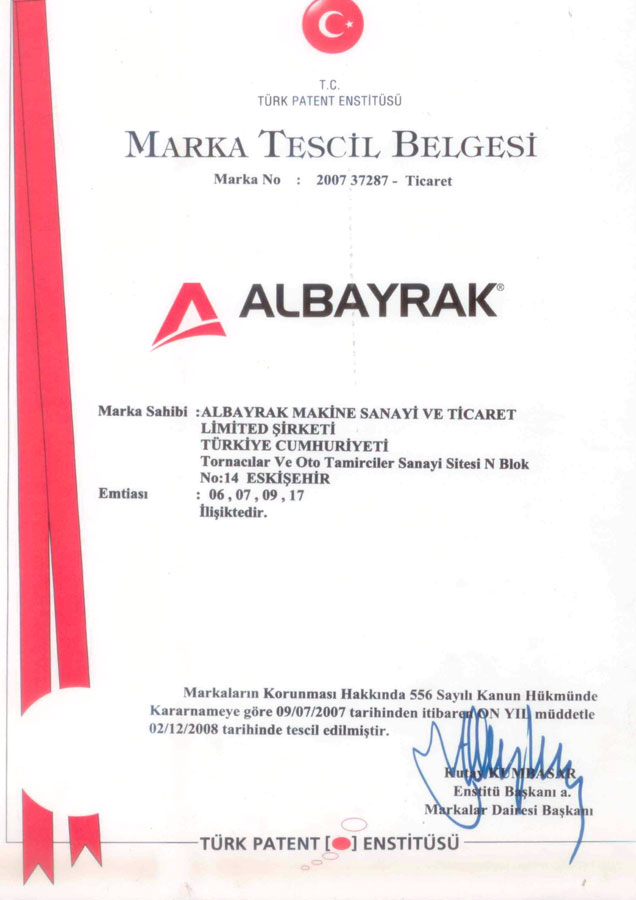 T.C.
TÜRK PATENT ENSTİTÜSÜ
MARKA TESCİL BELGESİ
Marka No : 2007 37287 - Ticaret
ALBAYRAK®
Marka Sahibi :ALBAYRAK MAKİNE SANAYİ VE TİCARET
LİMİTED ŞİRKETİ
TÜRKİYE CUMHURİYETİ
Tornacılar Ve Oto Tamirciler Sanayi Sitesi N Blok
No:14 ESKİŞEHİR
Emtiası : 06 , 07 , 09 , 17
İlişiktedir.
Markaların Korunması Hakkında 556 Sayılı Kanun Hükmünde
Kararnameye göre 09/07/2007 tarihinden itibaren ON YIL müddetle
02/12/2008 tarihinde tescil edilmiştir.
Kutay KUMBASAR
Enstitü Başkanı a.
Markalar Dairesi Başkanı
TÜRK PATENT [ ] ENSTİTÜSÜ